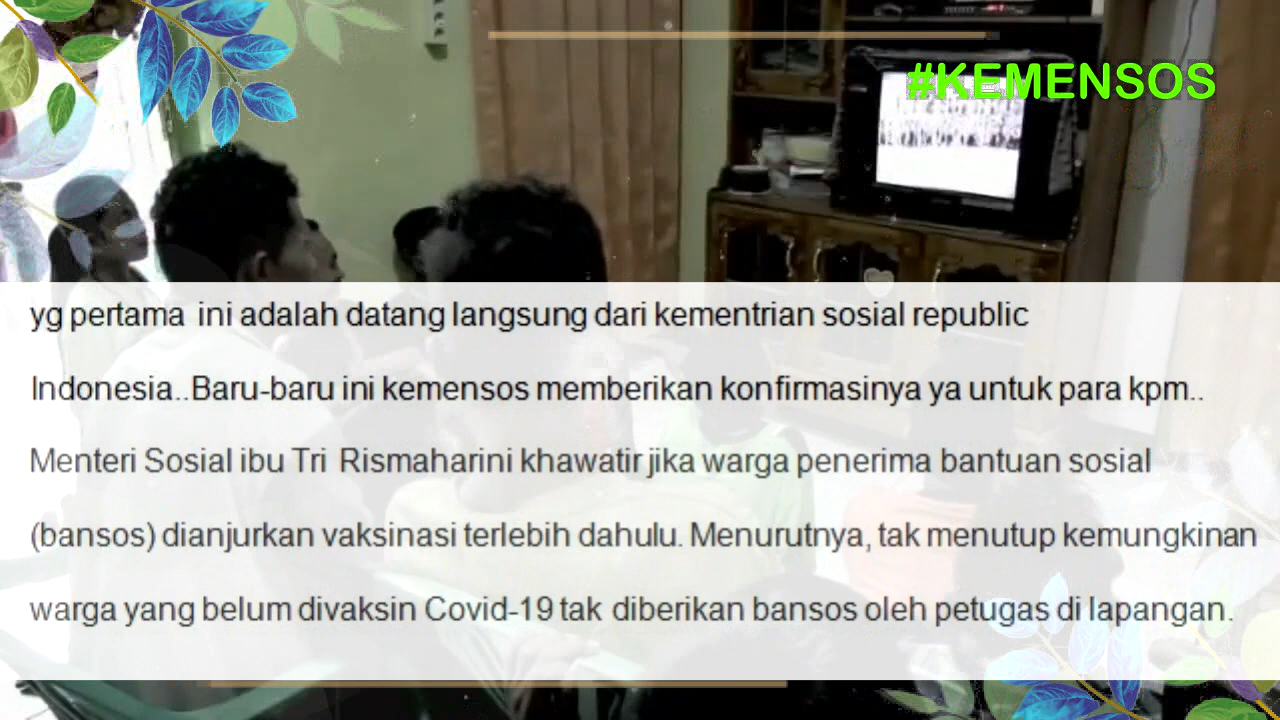 #KEMENSOS
yg pertama ini adalah datang langsung dari kementrian sosial republic
Indonesia..Baru-baru ini kemensos memberikan konfirmasinya ya untuk para kpm..
Menteri Sosial ibu Tri Rismaharini khawatir jika warga penerima bantuan sosial
(bansos) dianjurkan vaksinasi terlebih dahulu. Menurutnya, tak menutup kemungkinan
warga yang belum divaksin Covid-19 tak diberikan bansos oleh petugas di lapangan.